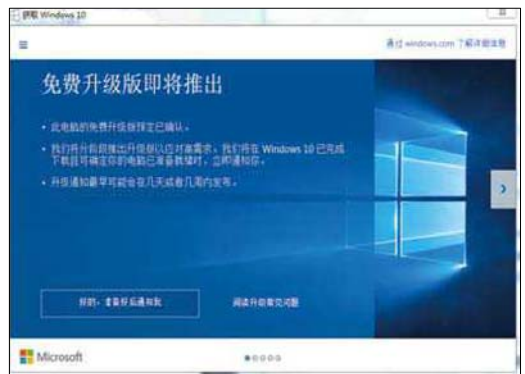 获取 Windows 10
通过 windows.com 了解详细信息
免费升级版即将推出
• 此电脑的免费升级版预定已确认。
• 我们将分阶段推出升级版以应对高需求。我们将在 Windows 10 已完成
下载且可确定你的电脑已准备就绪时，立即通知你。
• 升级通知最早可能会在几天或者几周内发布。
好的，准备好后通知我
阅读升级常见问题
Microsoft